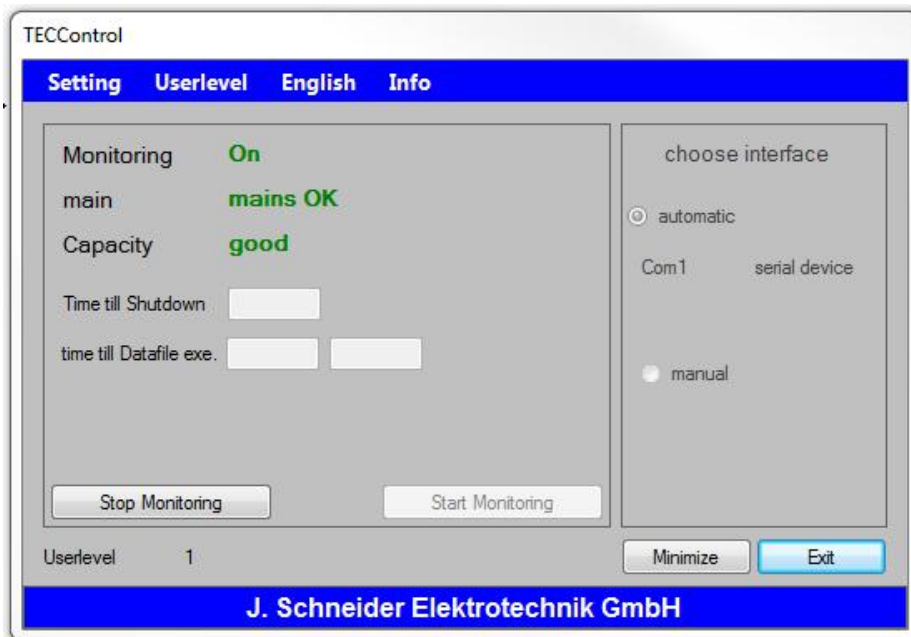 TECControl
Setting Userlevel English Info
Monitoring On
main mains OK
Capacity good
Time till Shutdown
time till Datafile exe.
Stop Monitoring Start Monitoring
choose interface
automatic
Com1 serial device
manual
Userlevel 1
Minimize Exit
J. Schneider Elektrotechnik GmbH